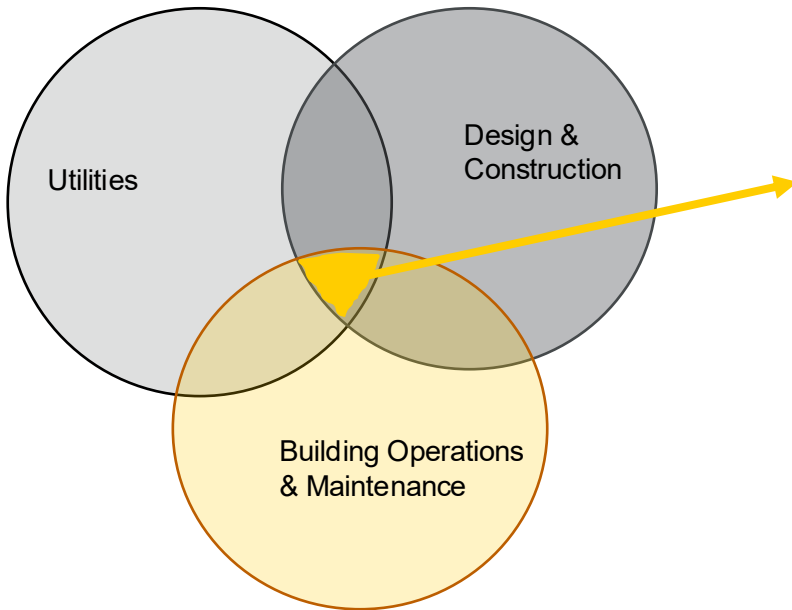 Design &
Construction
Utilities
Building Operations
& Maintenance